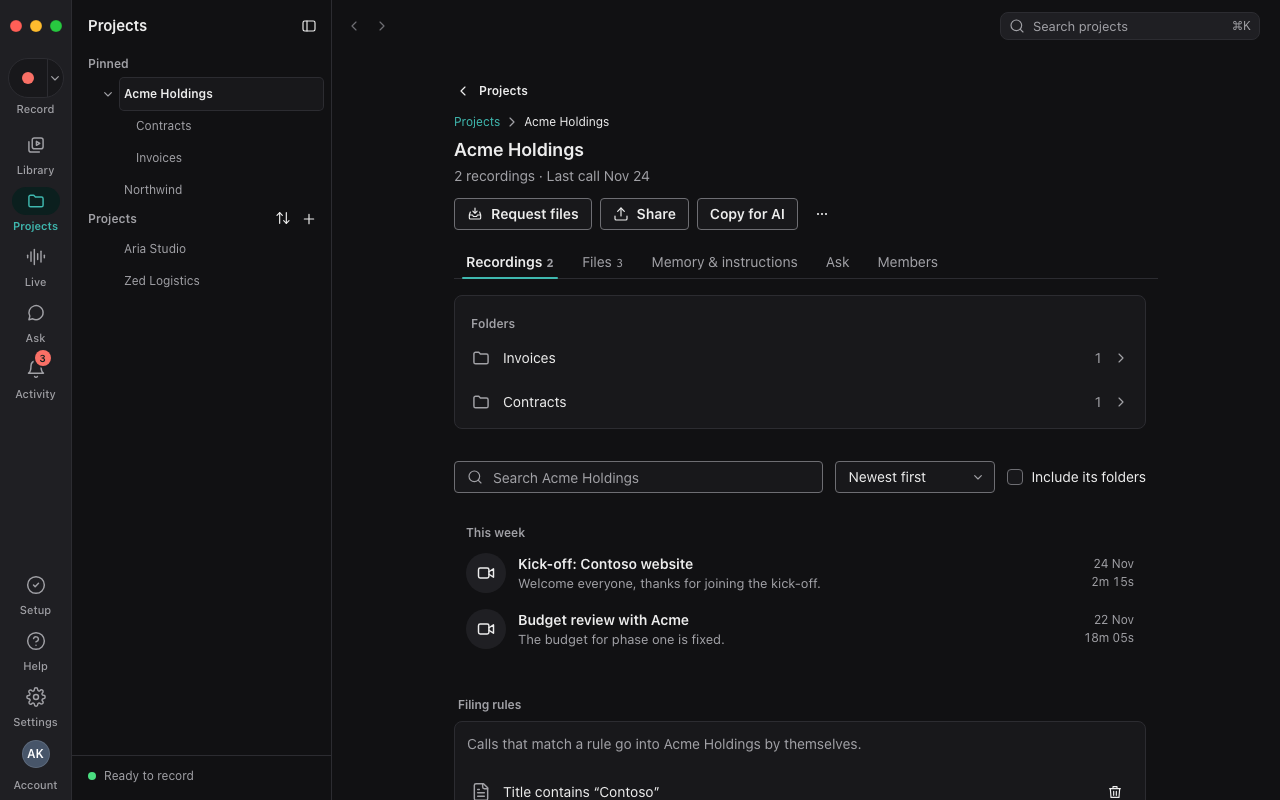 Projects
Search projects
⌘K
Record
Library
Projects
Live
Ask
3
Activity
Setup
Help
Settings
AK
Account
Pinned
Acme Holdings
Contracts
Invoices
Northwind
Projects
Aria Studio
Zed Logistics
Ready to record
Projects
Projects Acme Holdings
Acme Holdings
2 recordings · Last call Nov 24
Request files Share Copy for AI ···
Recordings 2 Files 3 Memory & instructions Ask Members
Folders
Invoices 1
Contracts 1
Search Acme Holdings Newest first Include its folders
This week
Kick-off: Contoso website 24 Nov
Welcome everyone, thanks for joining the kick-off. 2m 15s
Budget review with Acme 22 Nov
The budget for phase one is fixed. 18m 05s
Filing rules
Calls that match a rule go into Acme Holdings by themselves.
Title contains “Contoso”